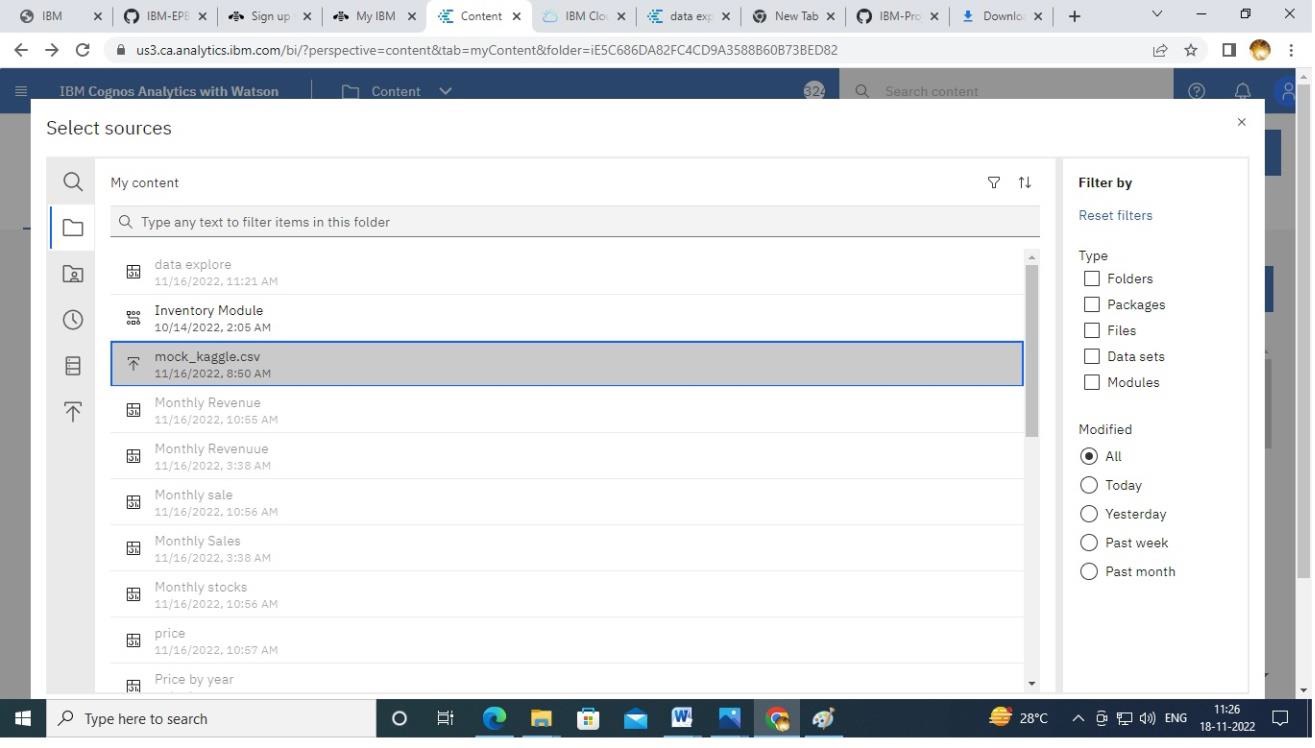 IBM
IBM-EPB
Sign up
My IBM
Content
IBM Clou
data exp
New Tab
IBM-Pro
Downloa
us3.ca.analytics.ibm.com/bi/?perspective=content&tab=myContent&folder=iE5C686DA82FC4CD9A3588B60B73BED82
IBM Cognos Analytics with Watson
Content
324
Search content
Select sources
My content
Type any text to filter items in this folder
data explore
11/16/2022, 11:21 AM
Inventory Module
10/14/2022, 2:05 AM
mock_kaggle.csv
11/16/2022, 8:50 AM
Monthly Revenue
11/16/2022, 10:55 AM
Monthly Revenuue
11/16/2022, 3:38 AM
Monthly sale
11/16/2022, 10:56 AM
Monthly Sales
11/16/2022, 3:38 AM
Monthly stocks
11/16/2022, 10:56 AM
price
11/16/2022, 10:57 AM
Price by year
Filter by
Reset filters
Type
Folders
Packages
Files
Data sets
Modules
Modified
All
Today
Yesterday
Past week
Past month
Type here to search
28°C
ENG
11:26
18-11-2022